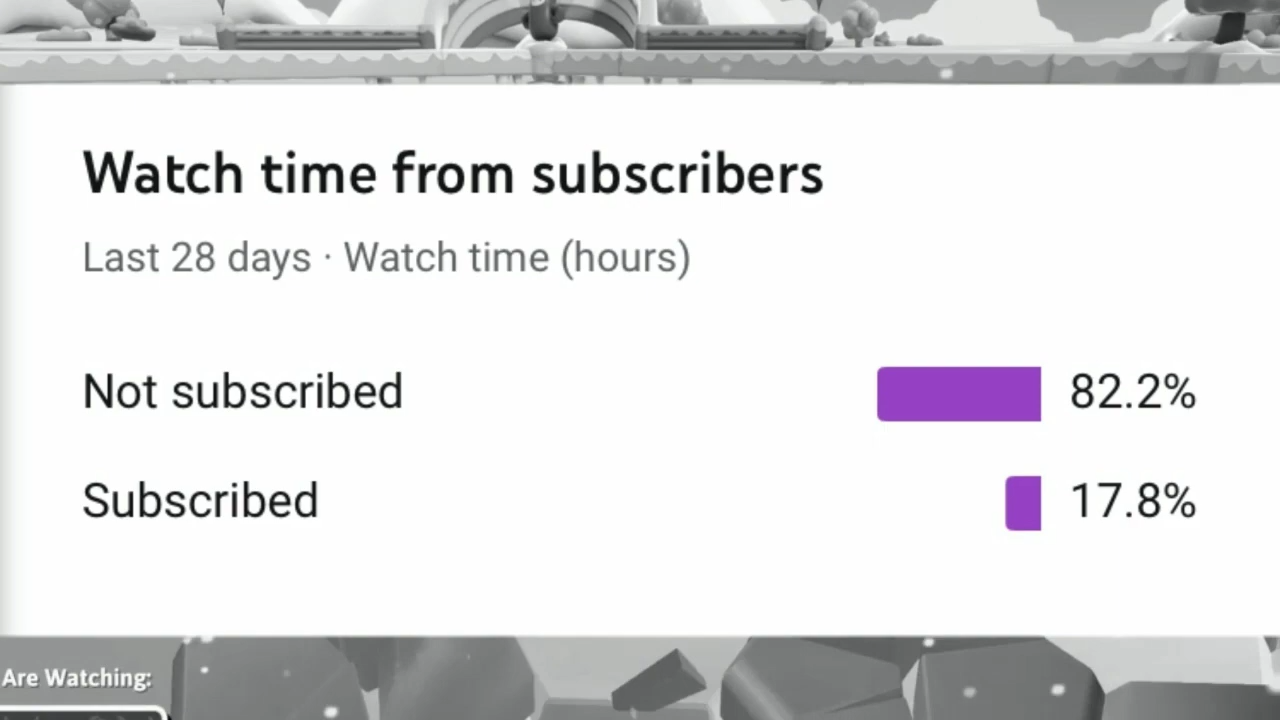 Watch time from subscribers
Last 28 days · Watch time (hours)
Not subscribed 82.2%
Subscribed 17.8%
Are Watching: